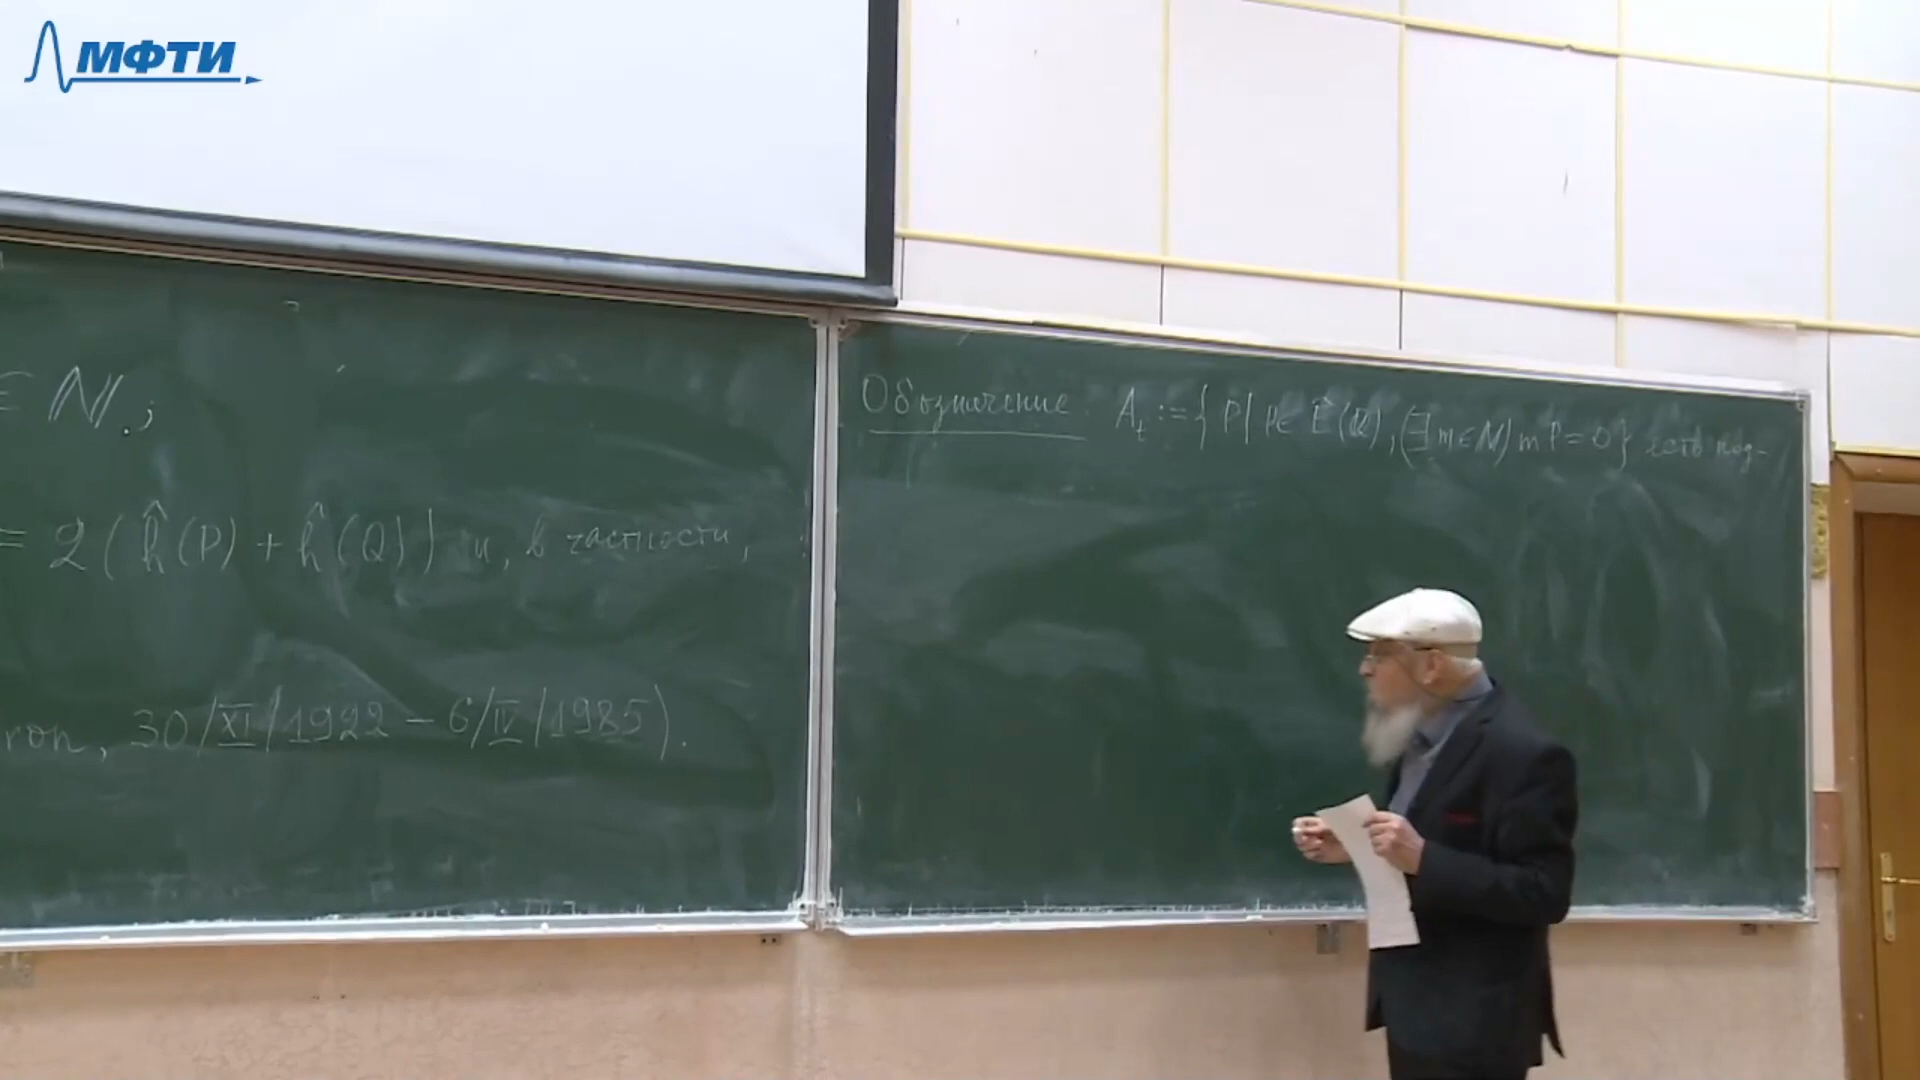 МФТИ
∈ ℕ.;
= 2(ĥ(P) + ĥ(Q)) и, в частности,
ron, 30/XI/1922 – 6/IV/1985).
Обозначение A_t := {P | P ∈ Ê(ℚ), (∃ m ∈ ℕ) mP = 0} есть под-